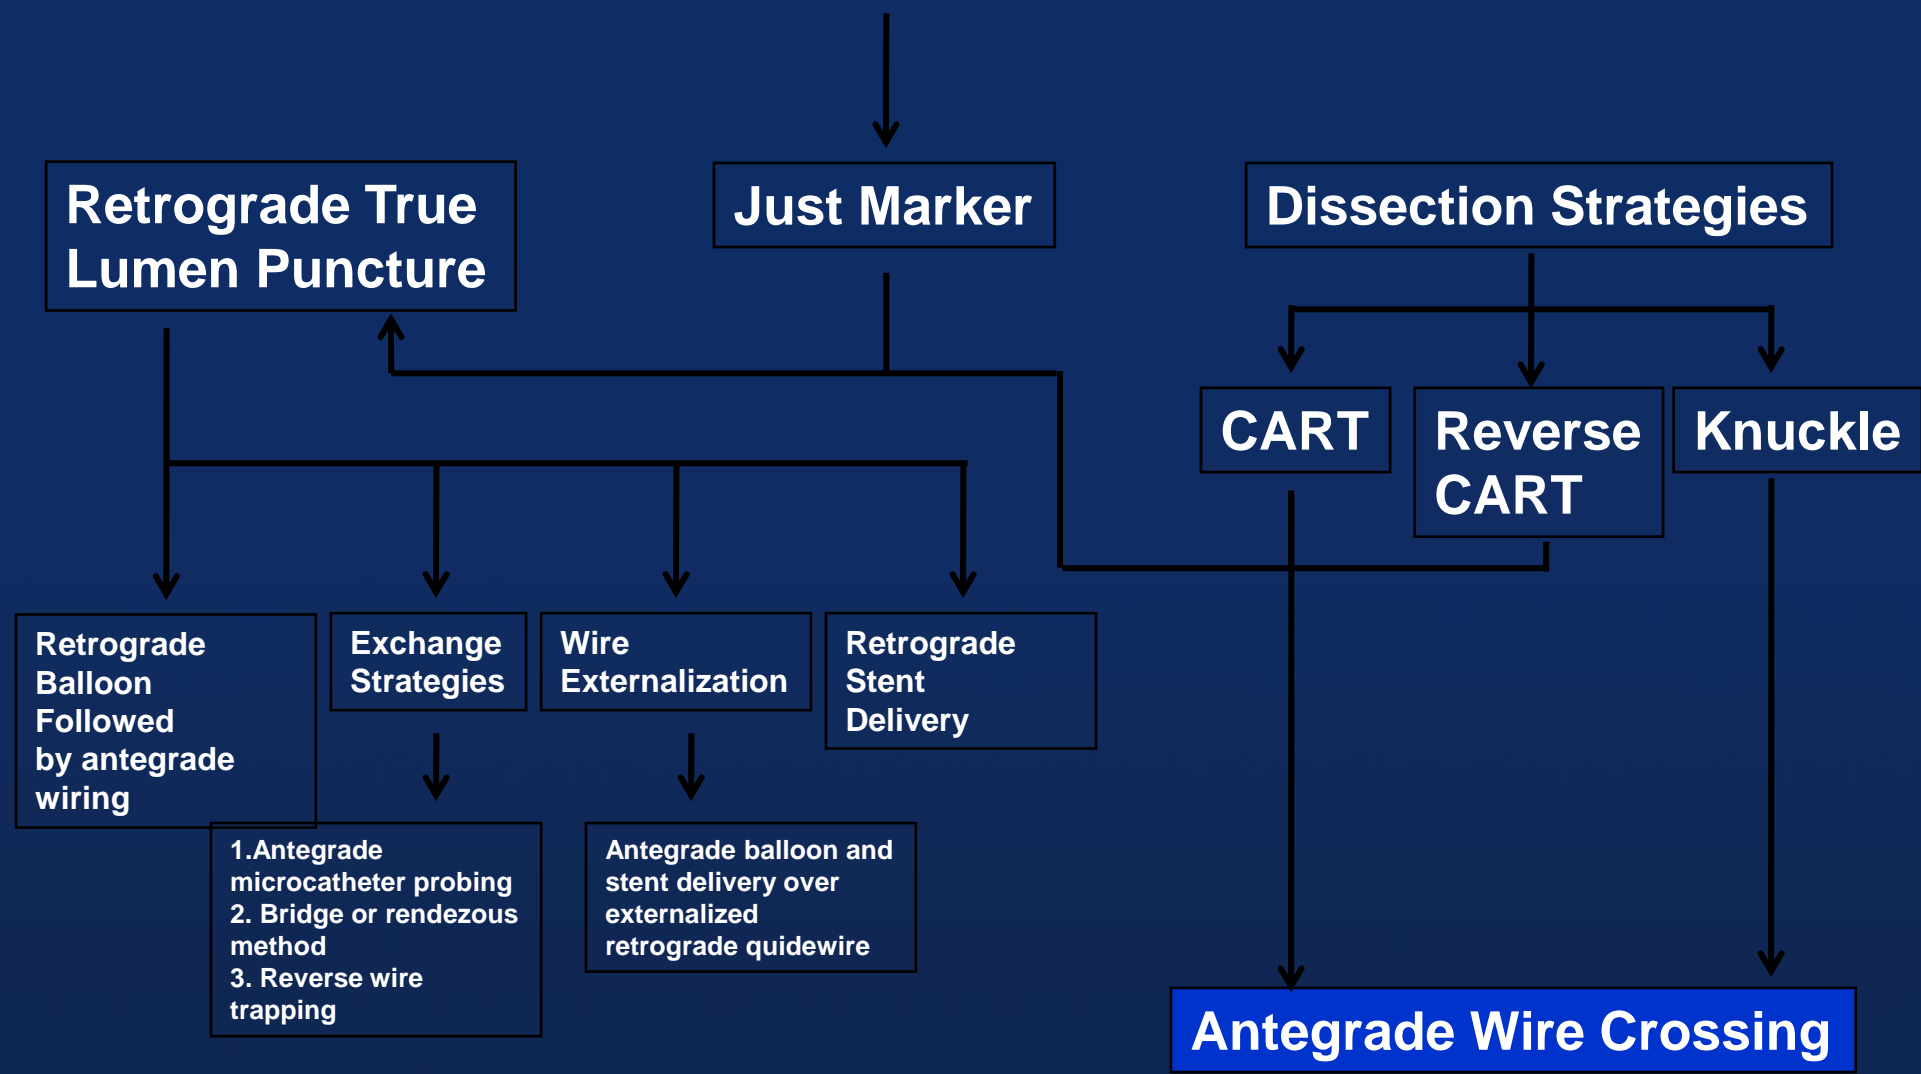 Retrograde True
Lumen Puncture
Just Marker
Dissection Strategies
CART
Reverse
CART
Knuckle
Retrograde
Balloon
Followed
by antegrade
wiring
Exchange
Strategies
Wire
Externalization
Retrograde
Stent
Delivery
1.Antegrade
microcatheter probing
2. Bridge or rendezous
method
3. Reverse wire
trapping
Antegrade balloon and
stent delivery over
externalized
retrograde quidewire
Antegrade Wire Crossing